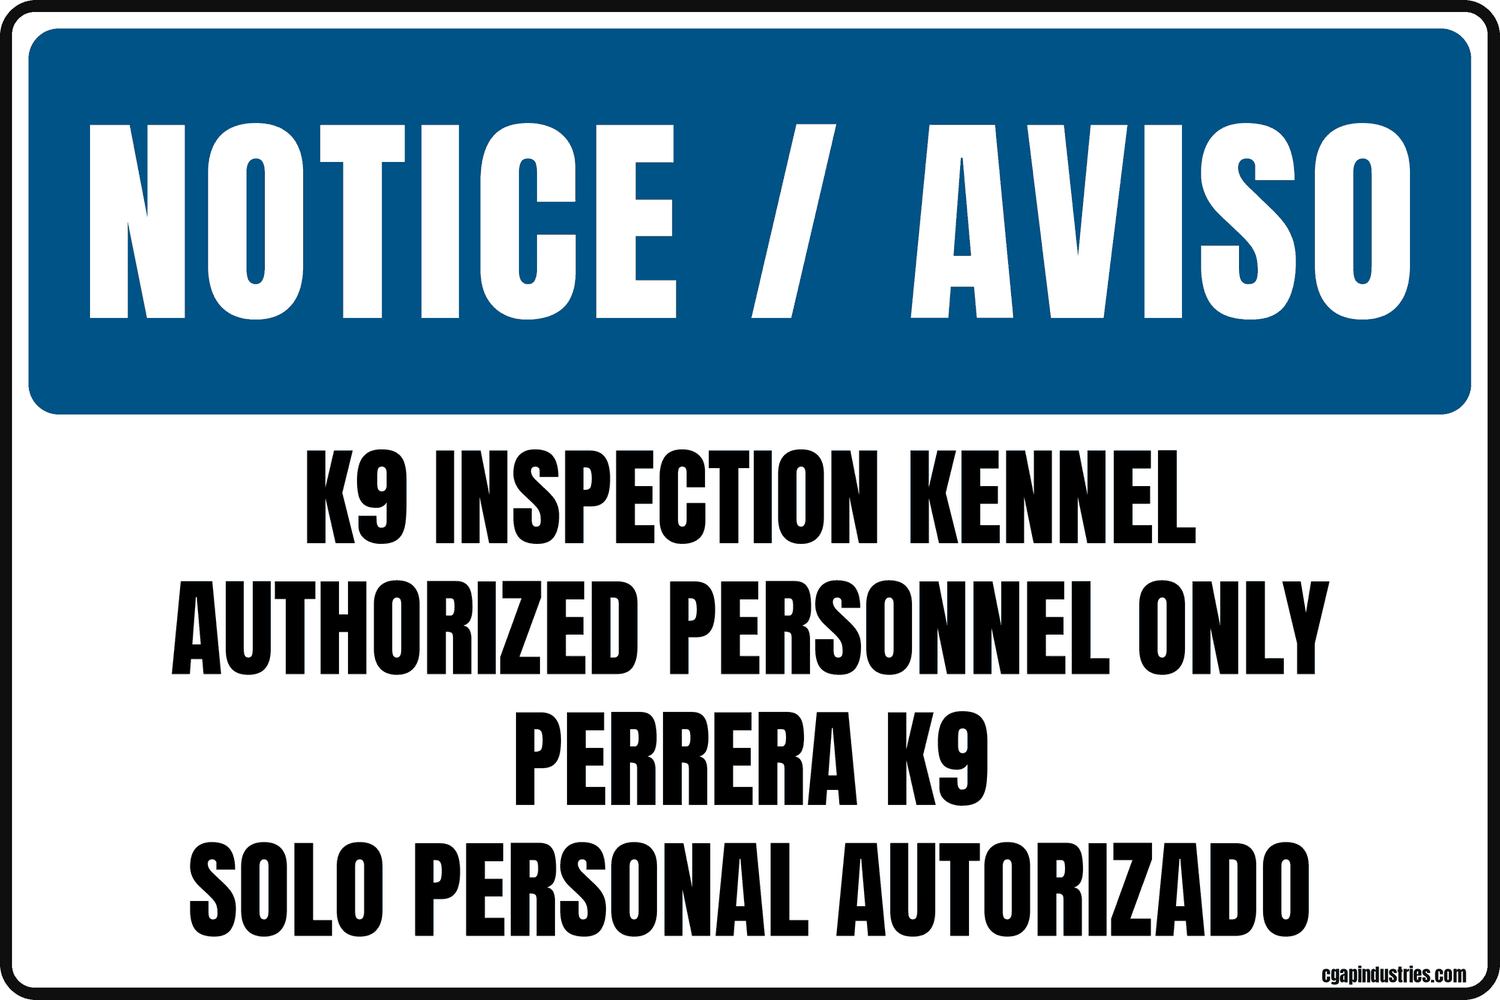 NOTICE / AVISO
K9 INSPECTION KENNEL
AUTHORIZED PERSONNEL ONLY
PERRERA K9
SOLO PERSONAL AUTORIZADO
cgapindustries.com